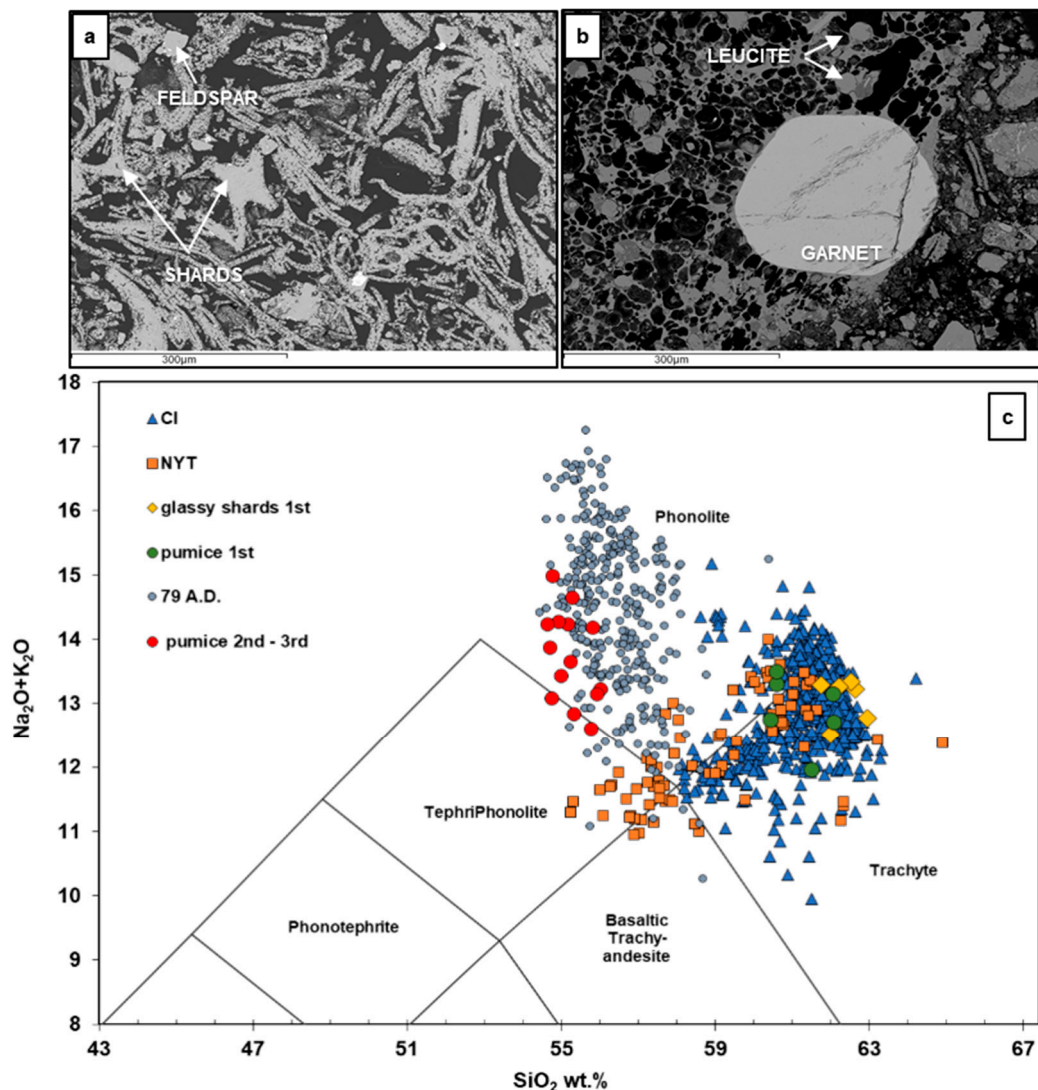 a
FELDSPAR
SHARDS
300µm
b
LEUCITE
GARNET
300µm
c
18
17
16
15
14
13
12
11
10
9
8
Na₂O+K₂O
CI
NYT
glassy shards 1st
pumice 1st
79 A.D.
pumice 2nd - 3rd
Phonolite
TephriPhonolite
Trachyte
Phonotephrite
Basaltic
Trachy-
andesite
43 47 51 55 59 63 67
SiO₂ wt.%